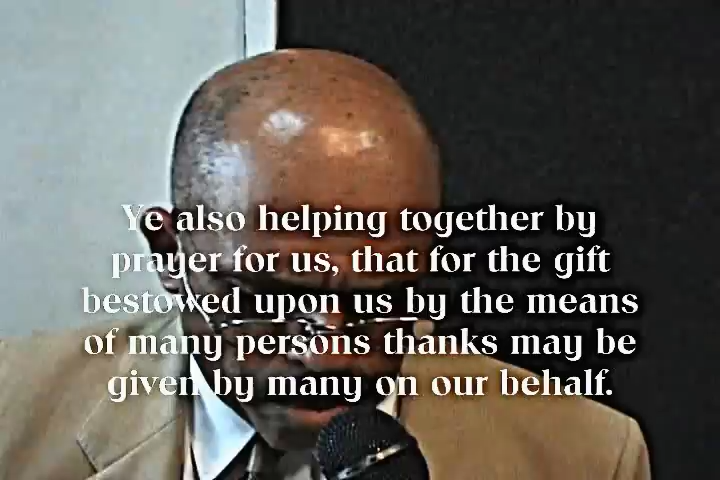 Ye also helping together by
prayer for us, that for the gift
bestowed upon us by the means
of many persons thanks may be
given by many on our behalf.